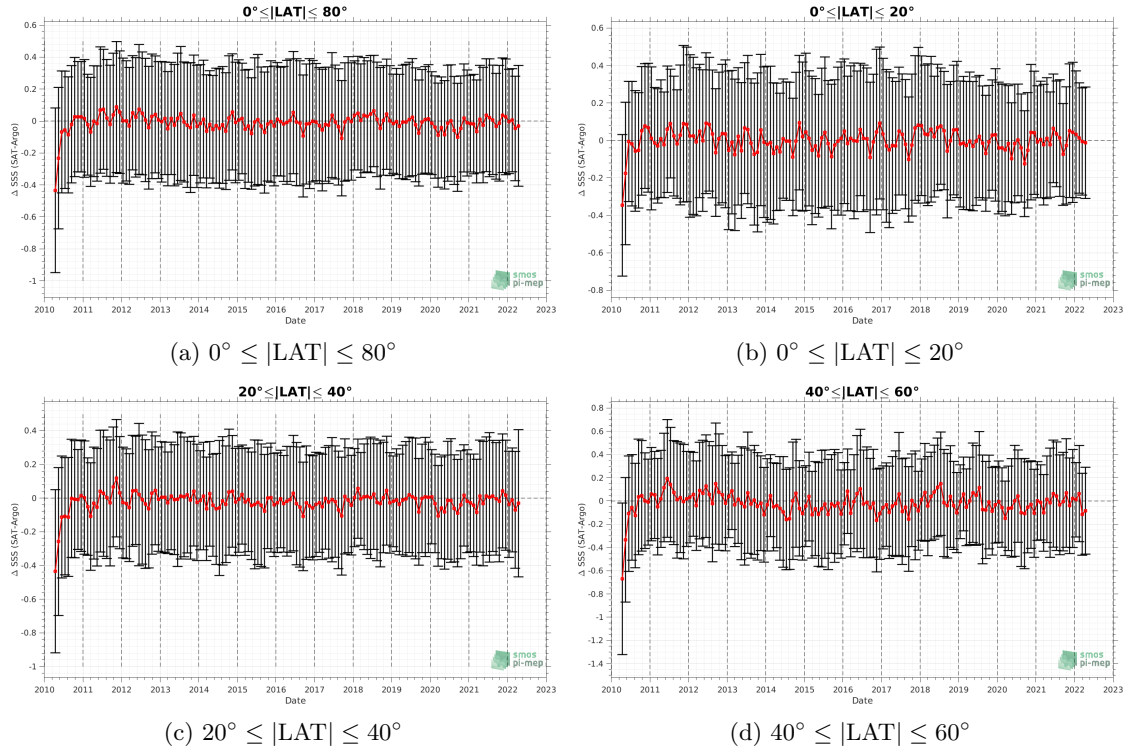 0°≤|LAT|≤ 80°
0.6
0.4
0.2
0
-0.2
-0.4
-0.6
-0.8
-1
Δ SSS (SAT-Argo)
smos
pi-mep
2010 2011 2012 2013 2014 2015 2016 2017 2018 2019 2020 2021 2022 2023
Date
(a) 0° ≤ |LAT| ≤ 80°
0°≤|LAT|≤ 20°
0.6
0.4
0.2
0
-0.2
-0.4
-0.6
-0.8
Δ SSS (SAT-Argo)
smos
pi-mep
2010 2011 2012 2013 2014 2015 2016 2017 2018 2019 2020 2021 2022 2023
Date
(b) 0° ≤ |LAT| ≤ 20°
20°≤|LAT|≤ 40°
0.4
0.2
0
-0.2
-0.4
-0.6
-0.8
-1
Δ SSS (SAT-Argo)
smos
pi-mep
2010 2011 2012 2013 2014 2015 2016 2017 2018 2019 2020 2021 2022 2023
Date
(c) 20° ≤ |LAT| ≤ 40°
40°≤|LAT|≤ 60°
0.8
0.6
0.4
0.2
0
-0.2
-0.4
-0.6
-0.8
-1
-1.2
-1.4
Δ SSS (SAT-Argo)
smos
pi-mep
2010 2011 2012 2013 2014 2015 2016 2017 2018 2019 2020 2021 2022 2023
Date
(d) 40° ≤ |LAT| ≤ 60°